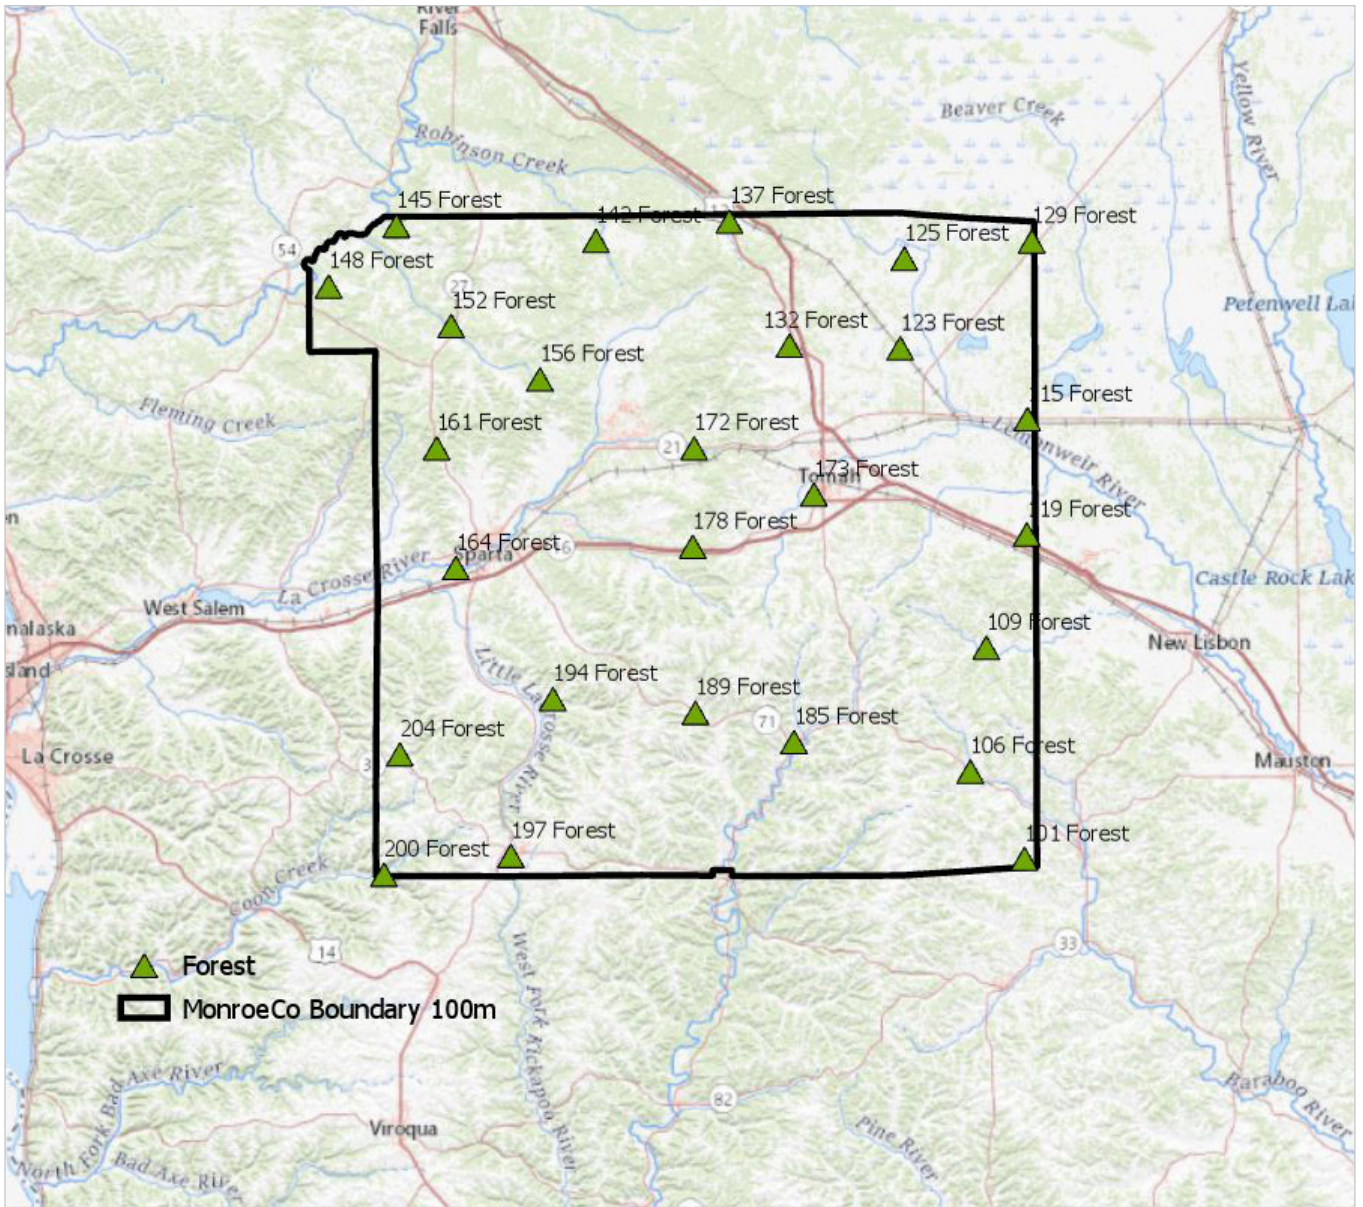 River
Falls
Beaver Creek
Yellow River
Robinson Creek
137 Forest
12
145 Forest
142 Forest
129 Forest
125 Forest
54
148 Forest
27
152 Forest
Petenwell Lal
132 Forest
123 Forest
156 Forest
115 Forest
Fleming Creek
161 Forest
172 Forest
21
Lemonweir River
173 Forest
Tomah
119 Forest
178 Forest
164 Forest
Sparta
La Crosse River
Castle Rock Lak
West Salem
nalaska
109 Forest
New Lisbon
sland
Little La Crosse River
194 Forest
189 Forest
71
185 Forest
204 Forest
106 Forest
La Crosse
3
Mauston
197 Forest
101 Forest
200 Forest
Coon Creek
14
33
Forest
MonroeCo Boundary 100m
West Fork Kickapoo River
North Fork Bad Axe River
82
Baraboo River
Viroqua
Pine River
Bad Axe River